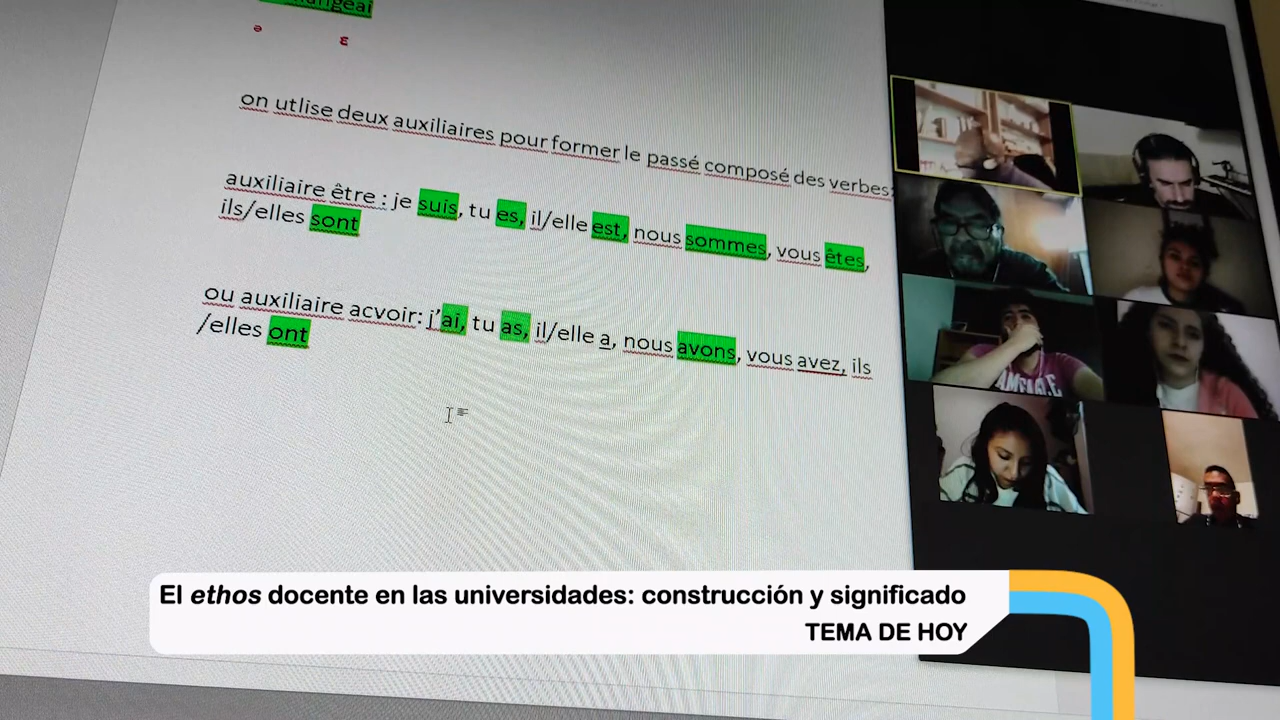 ə ɛ
on utlise deux auxiliaires pour former le passé composé des verbes:
auxiliaire être : je suis, tu es, il/elle est, nous sommes, vous êtes,
ils/elles sont
ou auxiliaire acvoir: j'ai, tu as, il/elle a, nous avons, vous avez, ils
/elles ont
El ethos docente en las universidades: construcción y significado
TEMA DE HOY